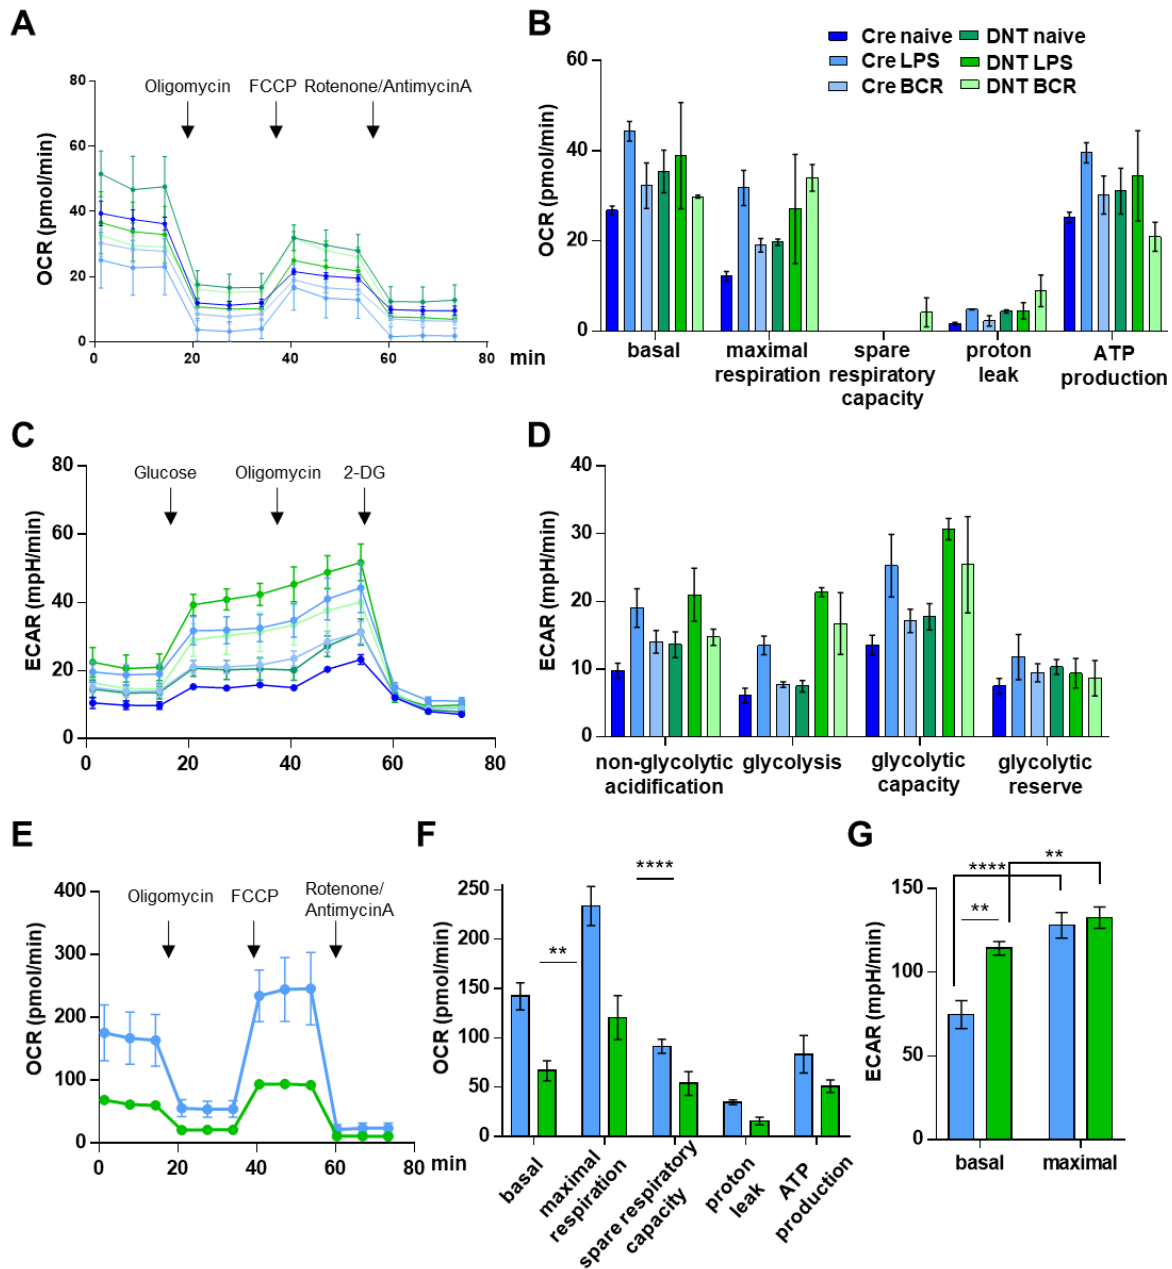 A
80
60
40
20
0
OCR (pmol/min)
Oligomycin FCCP Rotenone/AntimycinA
0 20 40 60 80 min
B
Cre naive DNT naive
Cre LPS DNT LPS
Cre BCR DNT BCR
60
40
20
0
OCR (pmol/min)
basal maximal spare proton ATP
respiration respiratory leak production
capacity
C
80
60
40
20
0
ECAR (mpH/min)
Glucose Oligomycin 2-DG
0 20 40 60 80
D
40
30
20
10
0
ECAR (mpH/min)
non-glycolytic glycolysis glycolytic glycolytic
acidification capacity reserve
E
400
300
200
100
0
OCR (pmol/min)
Oligomycin FCCP Rotenone/
AntimycinA
0 20 40 60 80 min
F
250
200
150
100
50
0
OCR (pmol/min)
**
****
basal
maximal
respiration
spare respiratory
capacity
proton
leak
ATP
production
G
150
100
50
0
ECAR (mpH/min)
****
**
**
basal maximal